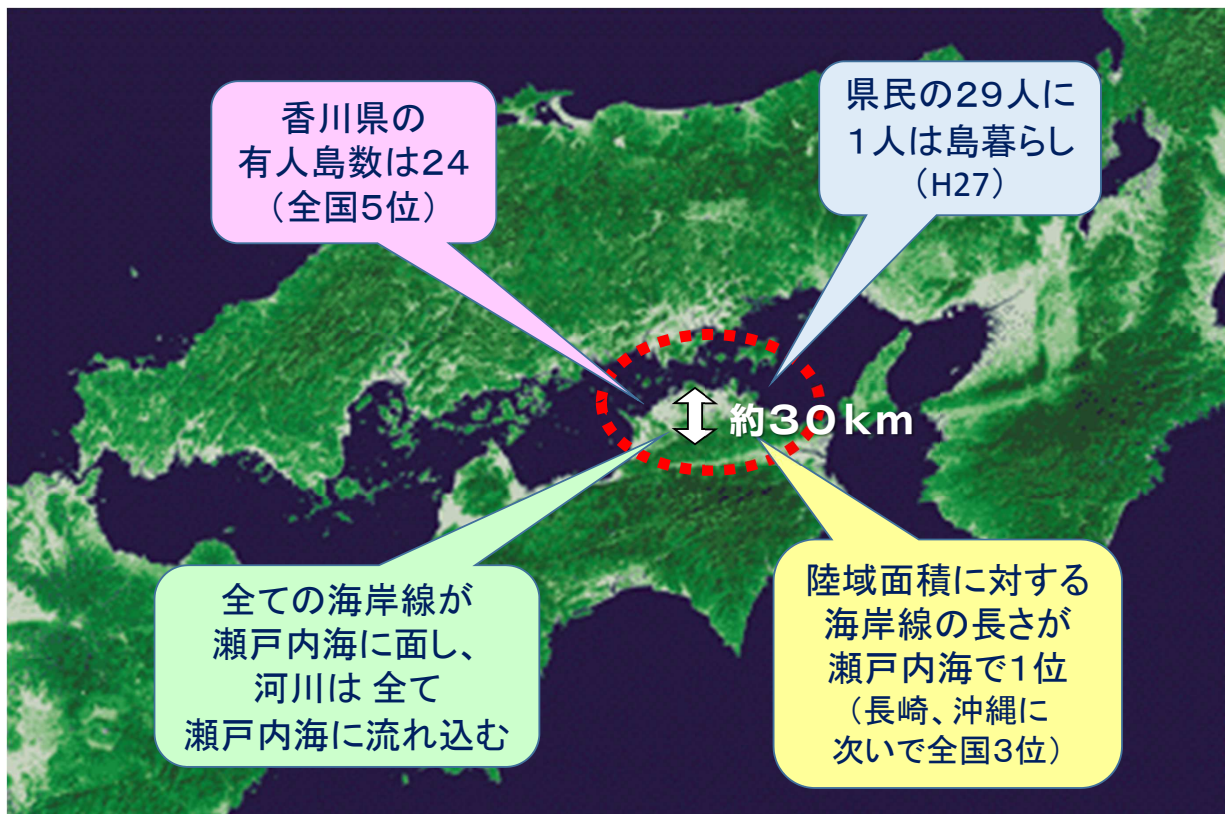 香川県の
有人島数は24
（全国5位）
県民の29人に
1人は島暮らし
（H27）
約30km
全ての海岸線が
瀬戸内海に面し、
河川は 全て
瀬戸内海に流れ込む
陸域面積に対する
海岸線の長さが
瀬戸内海で1位
（長崎、沖縄に
次いで全国3位）